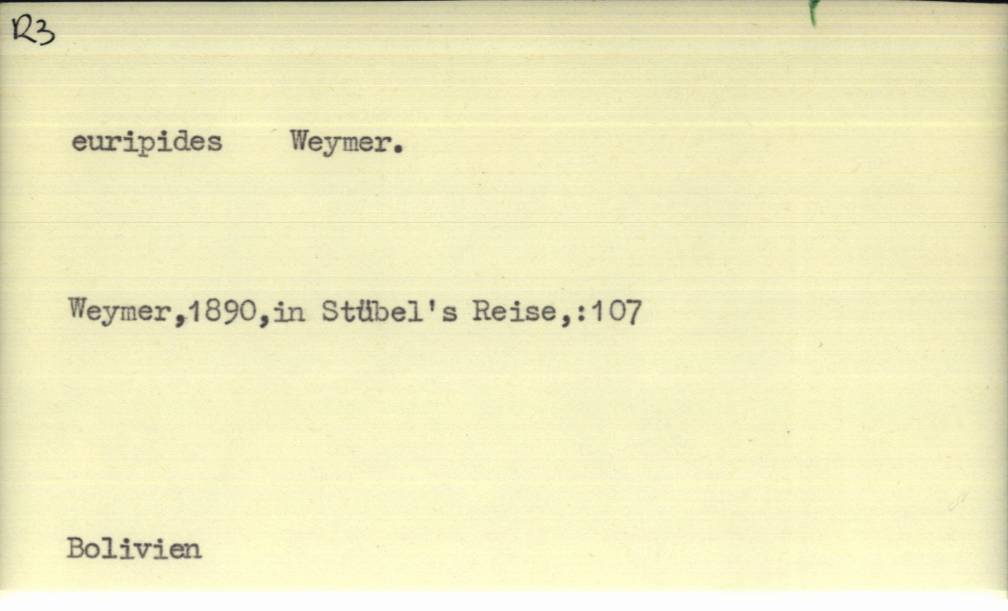 R3
euripides Weymer.
Weymer,1890,in Stübel's Reise,:107
Bolivien